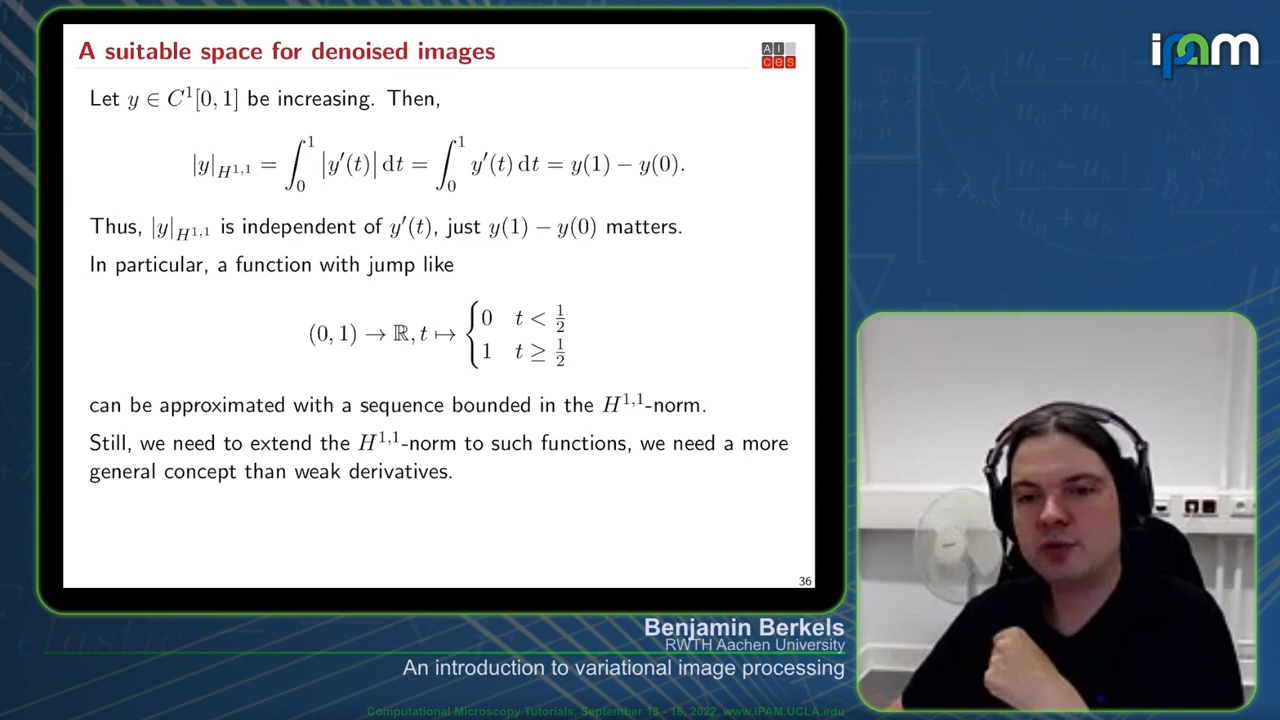 A suitable space for denoised images
AICES
ipam
Let y ∈ C¹[0, 1] be increasing. Then,
|y|_{H^{1,1}} = ∫₀¹ |y′(t)| dt = ∫₀¹ y′(t) dt = y(1) − y(0).
Thus, |y|_{H^{1,1}} is independent of y′(t), just y(1) − y(0) matters.
In particular, a function with jump like
(0, 1) → ℝ, t ↦ { 0 t < 1/2
1 t ≥ 1/2
can be approximated with a sequence bounded in the H^{1,1}-norm.
Still, we need to extend the H^{1,1}-norm to such functions, we need a more
general concept than weak derivatives.
36
Benjamin Berkels
RWTH Aachen University
An introduction to variational image processing
Computational Microscopy Tutorials, September 13 - 16, 2022, www.IPAM.UCLA.edu